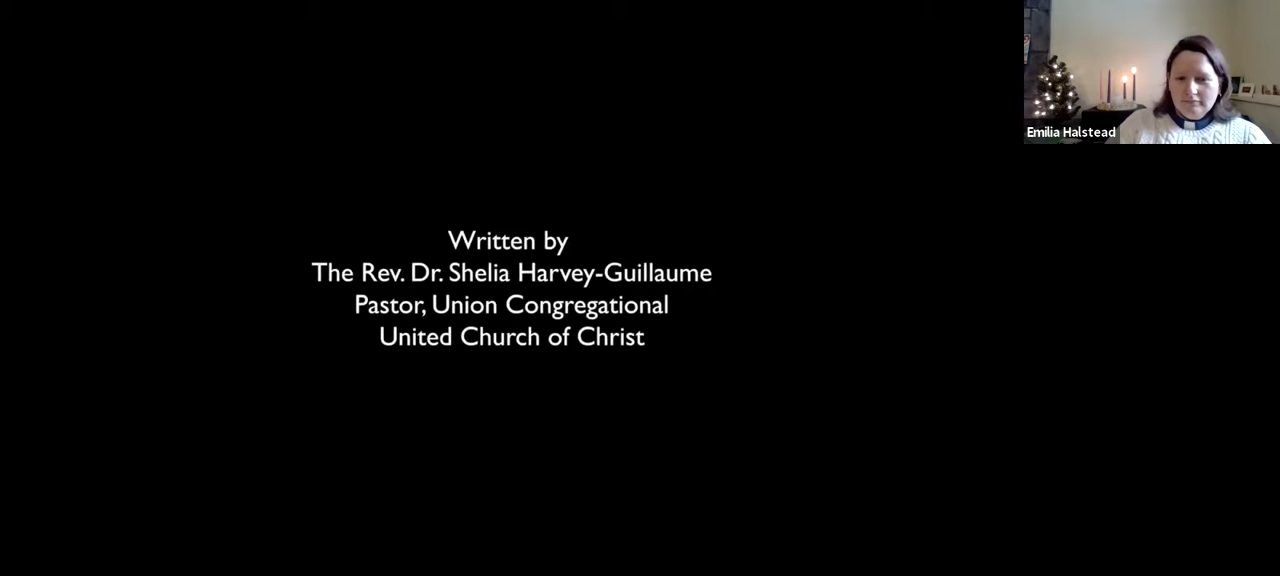 Emilia Halstead
Written by
The Rev. Dr. Shelia Harvey-Guillaume
Pastor, Union Congregational
United Church of Christ